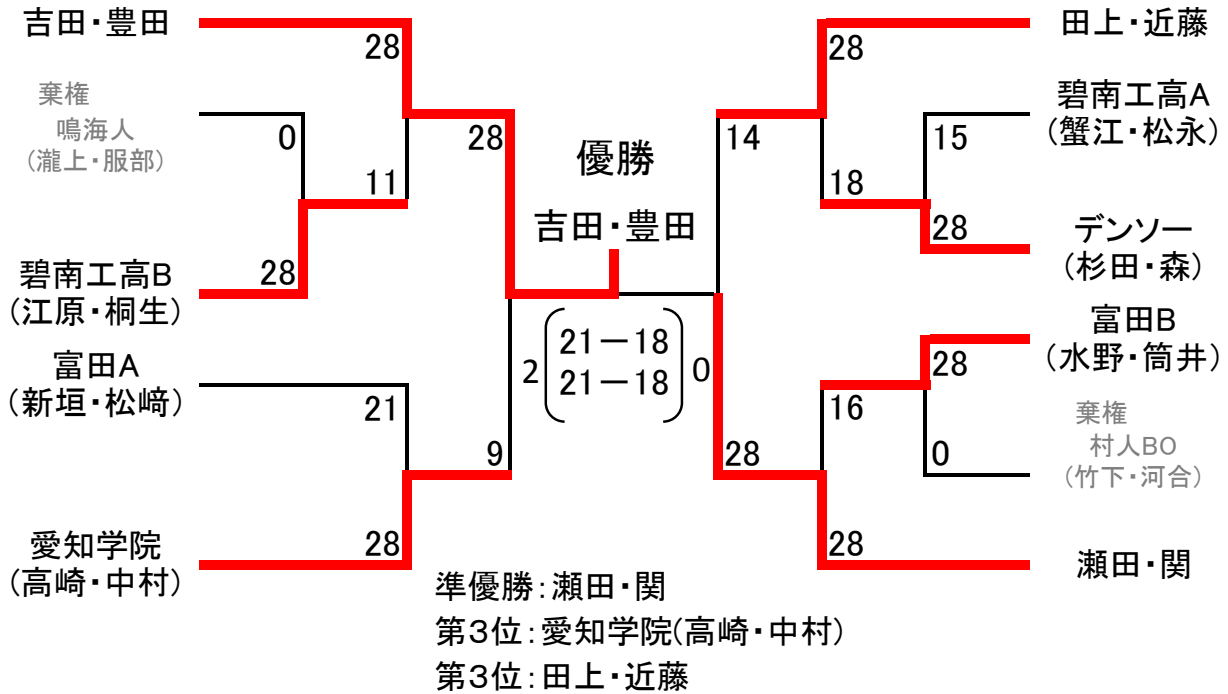 吉田・豊田
28
棄権
鳴海人
(瀧上・服部)
0
28
11
碧南工高B
(江原・桐生)
28
富田A
(新垣・松﨑)
21
9
愛知学院
(高崎・中村)
28
優勝
吉田・豊田
2
21－18
21－18
0
田上・近藤
28
碧南工高A
(蟹江・松永)
15
14
18
デンソー
(杉田・森)
28
富田B
(水野・筒井)
28
棄権
村人BO
(竹下・河合)
0
16
28
瀬田・関
28
準優勝：瀬田・関
第3位：愛知学院(高崎・中村)
第3位：田上・近藤